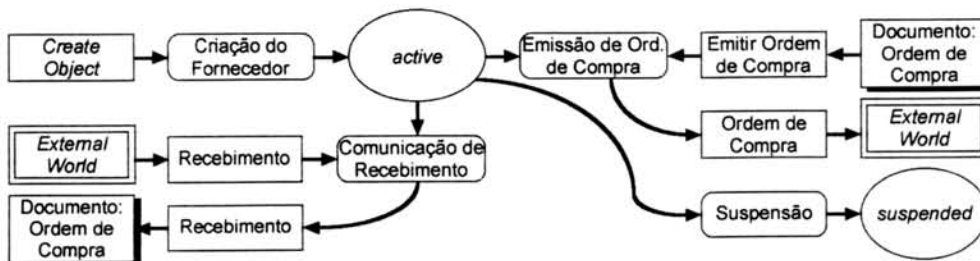 Create
Object
Criação do
Fornecedor
active
Emissão de Ord.
de Compra
Emitir Ordem
de Compra
Documento:
Ordem de
Compra
External
World
Recebimento
Comunicação de
Recebimento
Ordem de
Compra
External
World
Documento:
Ordem de
Compra
Recebimento
Suspensão
suspended